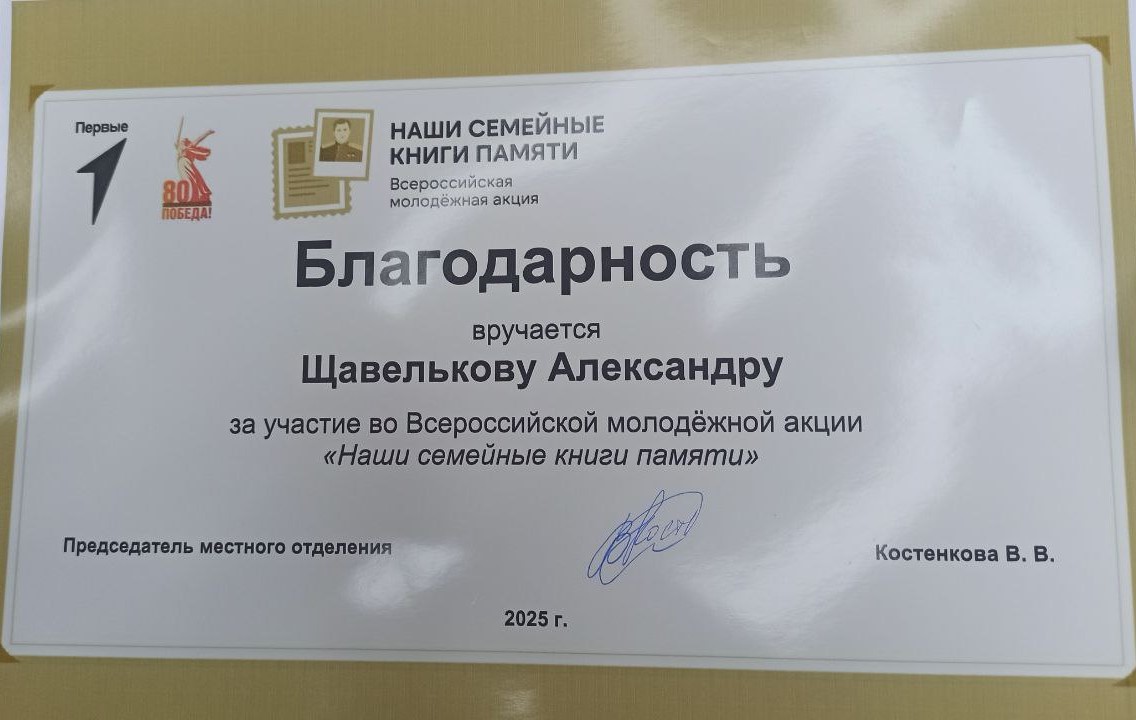 Первые
80
ПОБЕДА!
НАШИ СЕМЕЙНЫЕ
КНИГИ ПАМЯТИ
Всероссийская
молодёжная акция
Благодарность
вручается
Щавелькову Александру
за участие во Всероссийской молодёжной акции
«Наши семейные книги памяти»
Председатель местного отделения
Костенкова В. В.
2025 г.